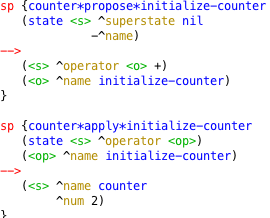 sp {counter*propose*initialize-counter
(state <s> ^superstate nil
-^name)
-->
(<s> ^operator <o> +)
(<o> ^name initialize-counter)
}
sp {counter*apply*initialize-counter
(state <s> ^operator <op>)
(<op> ^name initialize-counter)
-->
(<s> ^name counter
^num 2)
}